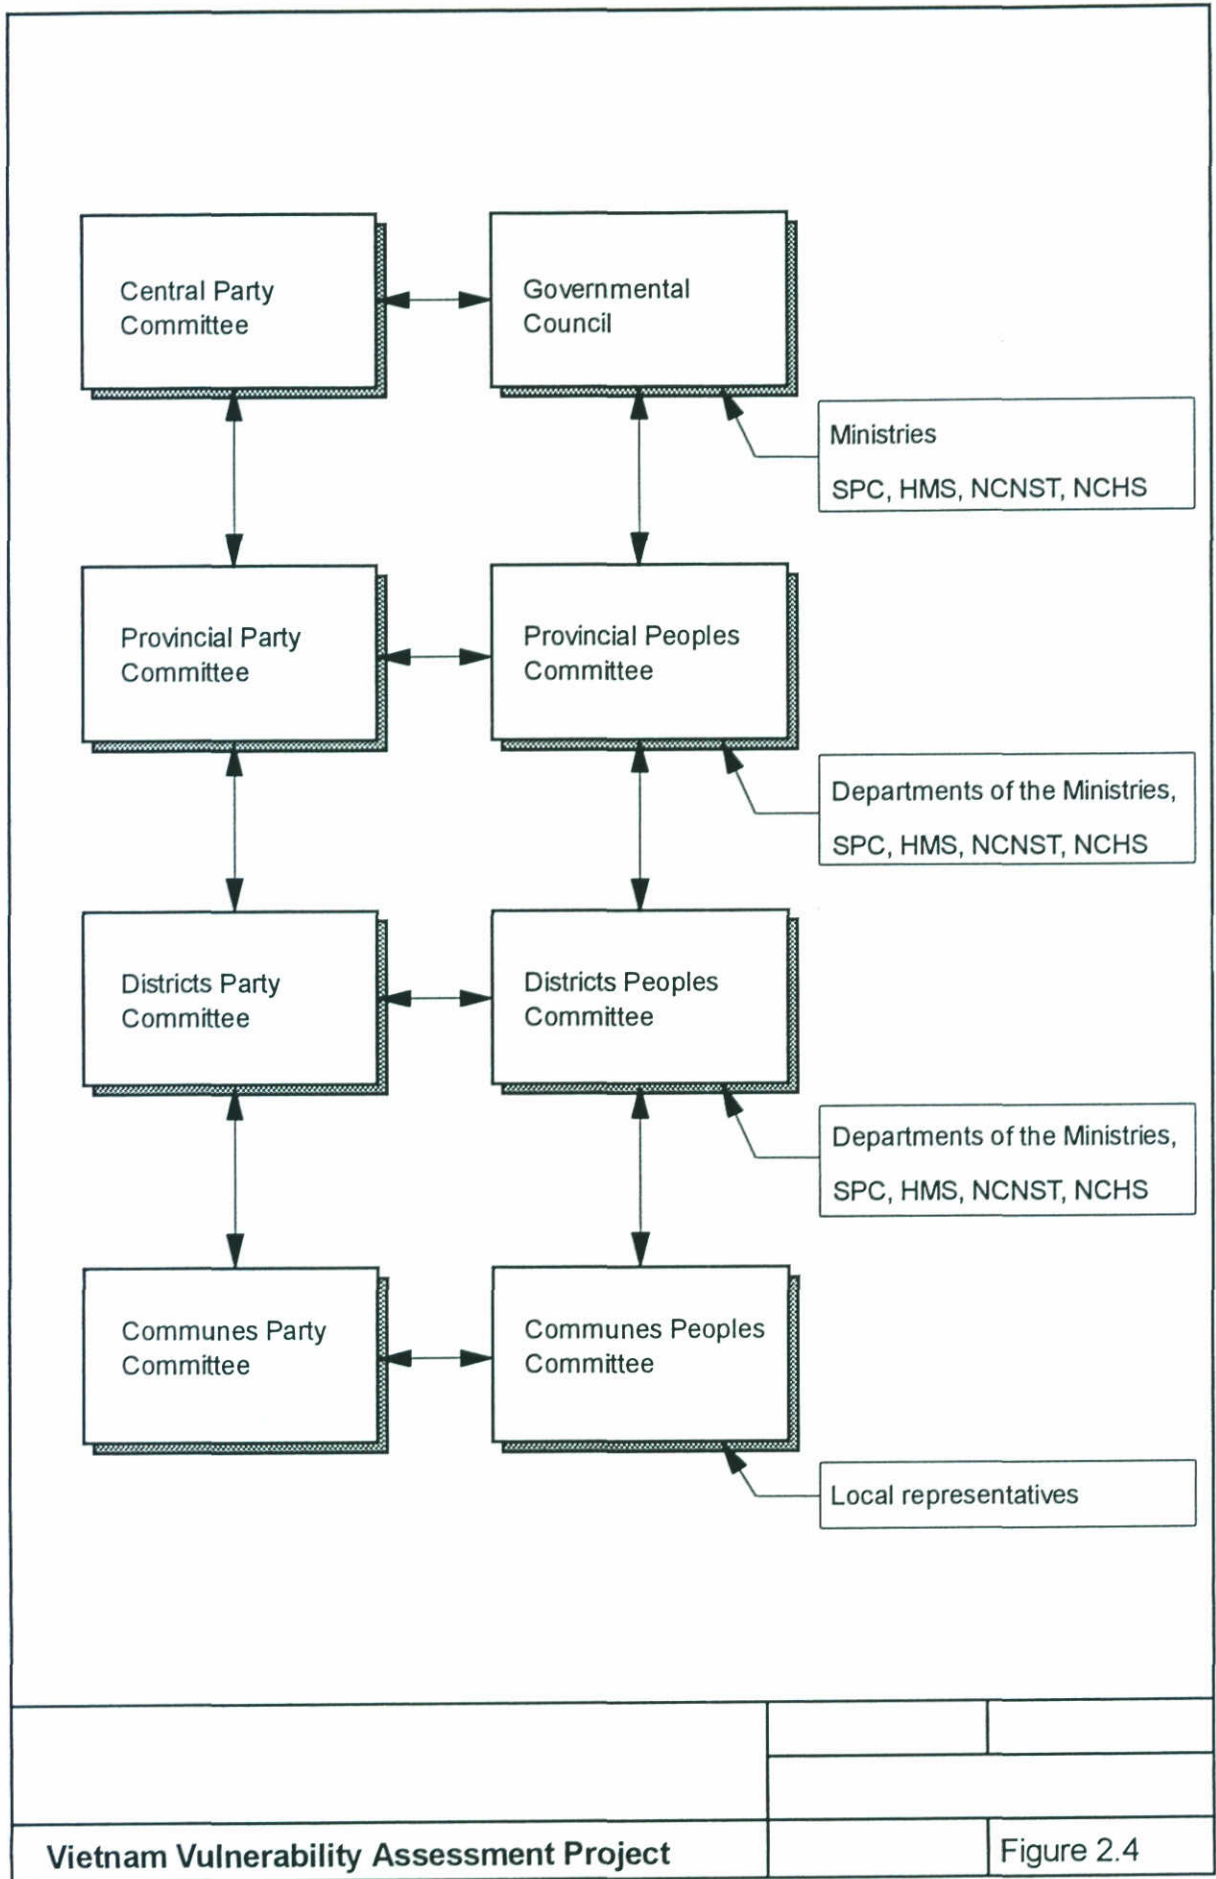 Central Party
Committee
Governmental
Council
Ministries
SPC, HMS, NCNST, NCHS
Provincial Party
Committee
Provincial Peoples
Committee
Departments of the Ministries,
SPC, HMS, NCNST, NCHS
Districts Party
Committee
Districts Peoples
Committee
Departments of the Ministries,
SPC, HMS, NCNST, NCHS
Communes Party
Committee
Communes Peoples
Committee
Local representatives
Vietnam Vulnerability Assessment Project
Figure 2.4